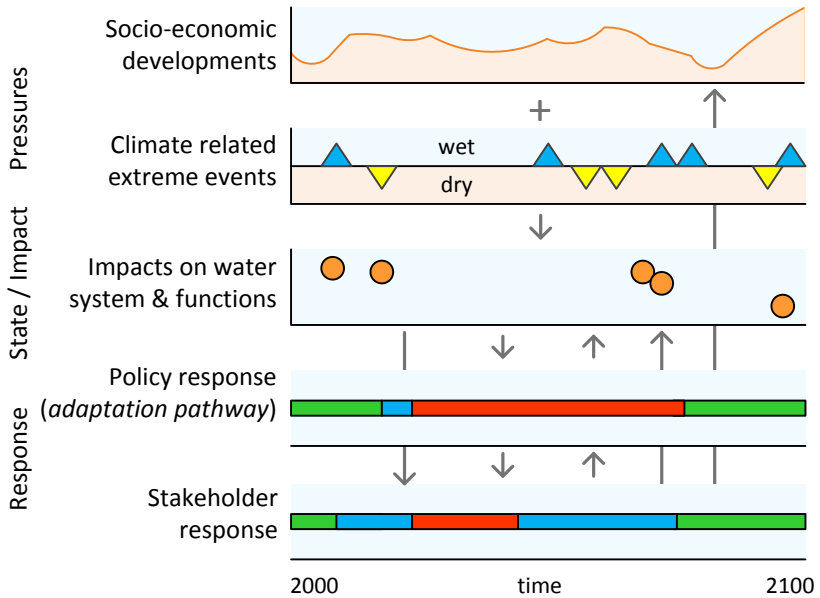 Pressures
Socio-economic
developments
+
Climate related
extreme events
wet
dry
State / Impact
Impacts on water
system & functions
Response
Policy response
(adaptation pathway)
Stakeholder
response
2000
time
2100